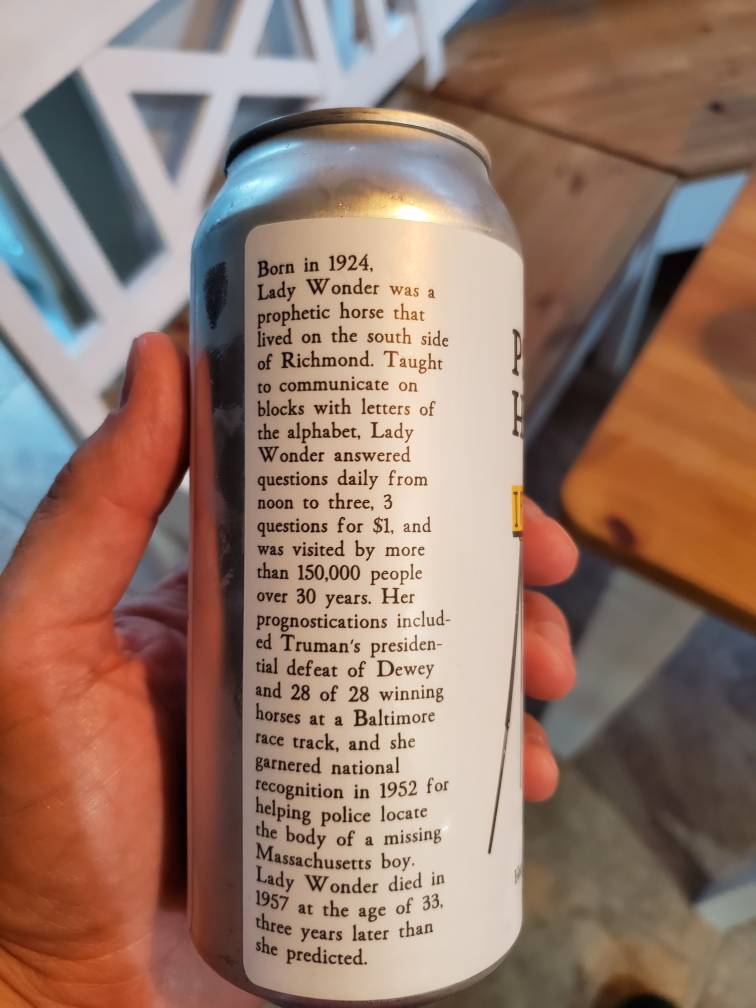 Born in 1924,
Lady Wonder was a
prophetic horse that
lived on the south side
of Richmond. Taught
to communicate on
blocks with letters of
the alphabet, Lady
Wonder answered
questions daily from
noon to three, 3
questions for $1, and
was visited by more
than 150,000 people
over 30 years. Her
prognostications includ-
ed Truman's presiden-
tial defeat of Dewey
and 28 of 28 winning
horses at a Baltimore
race track, and she
garnered national
recognition in 1952 for
helping police locate
the body of a missing
Massachusetts boy.
Lady Wonder died in
1957 at the age of 33,
three years later than
she predicted.
P
H
I